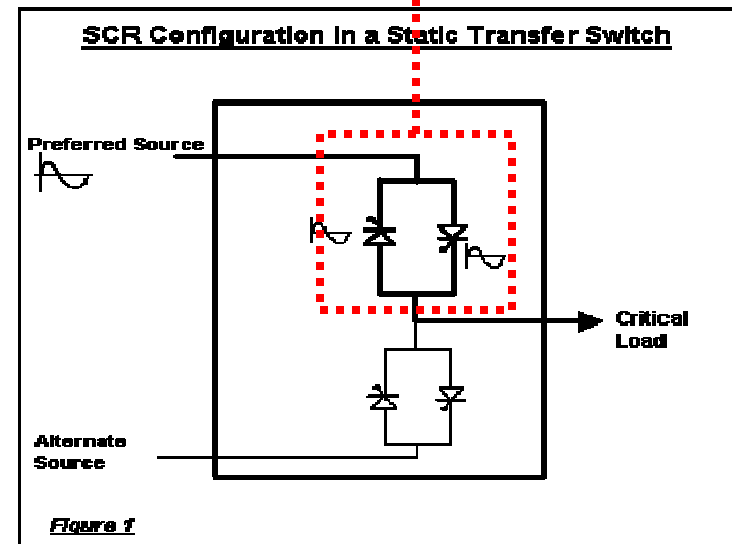 SCR Configuration in a Static Transfer Switch
Preferred Source
Critical
Load
Alternate
Source
Figure 1